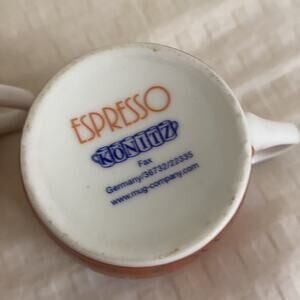 ESPRESSO
KÖNITZ
Fax
Germany/36732/22335
www.mug-company.com